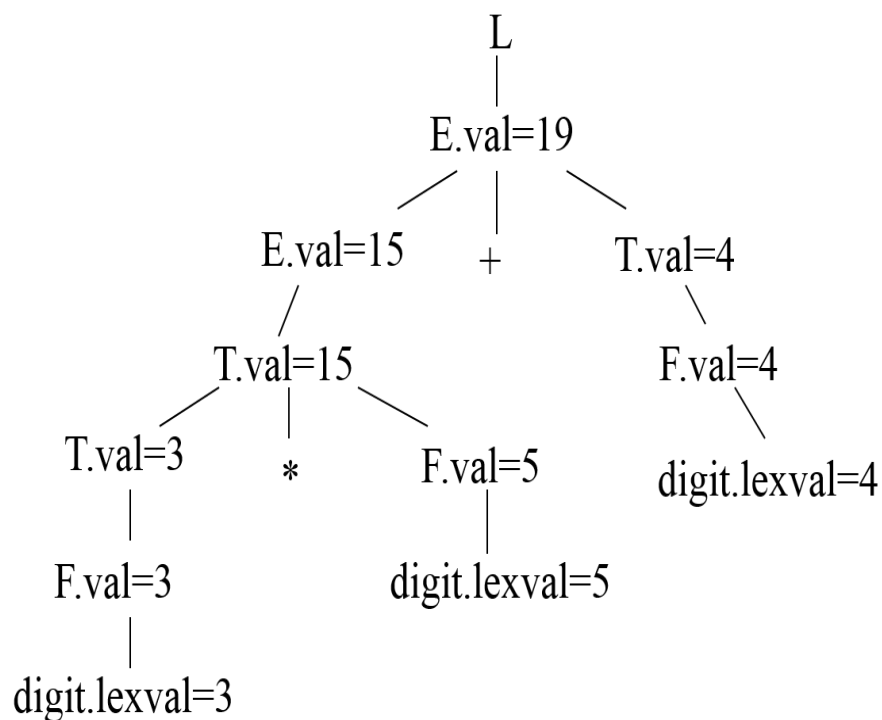 L
E.val=19
E.val=15 + T.val=4
T.val=15 F.val=4
T.val=3 * F.val=5 digit.lexval=4
F.val=3 digit.lexval=5
digit.lexval=3